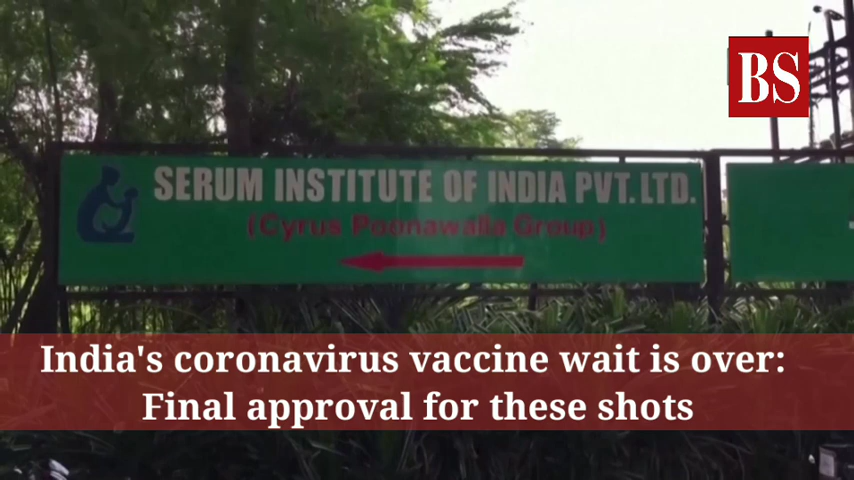 BS
SERUM INSTITUTE OF INDIA PVT. LTD.
(Cyrus Poonawalla Group)
India's coronavirus vaccine wait is over:
Final approval for these shots